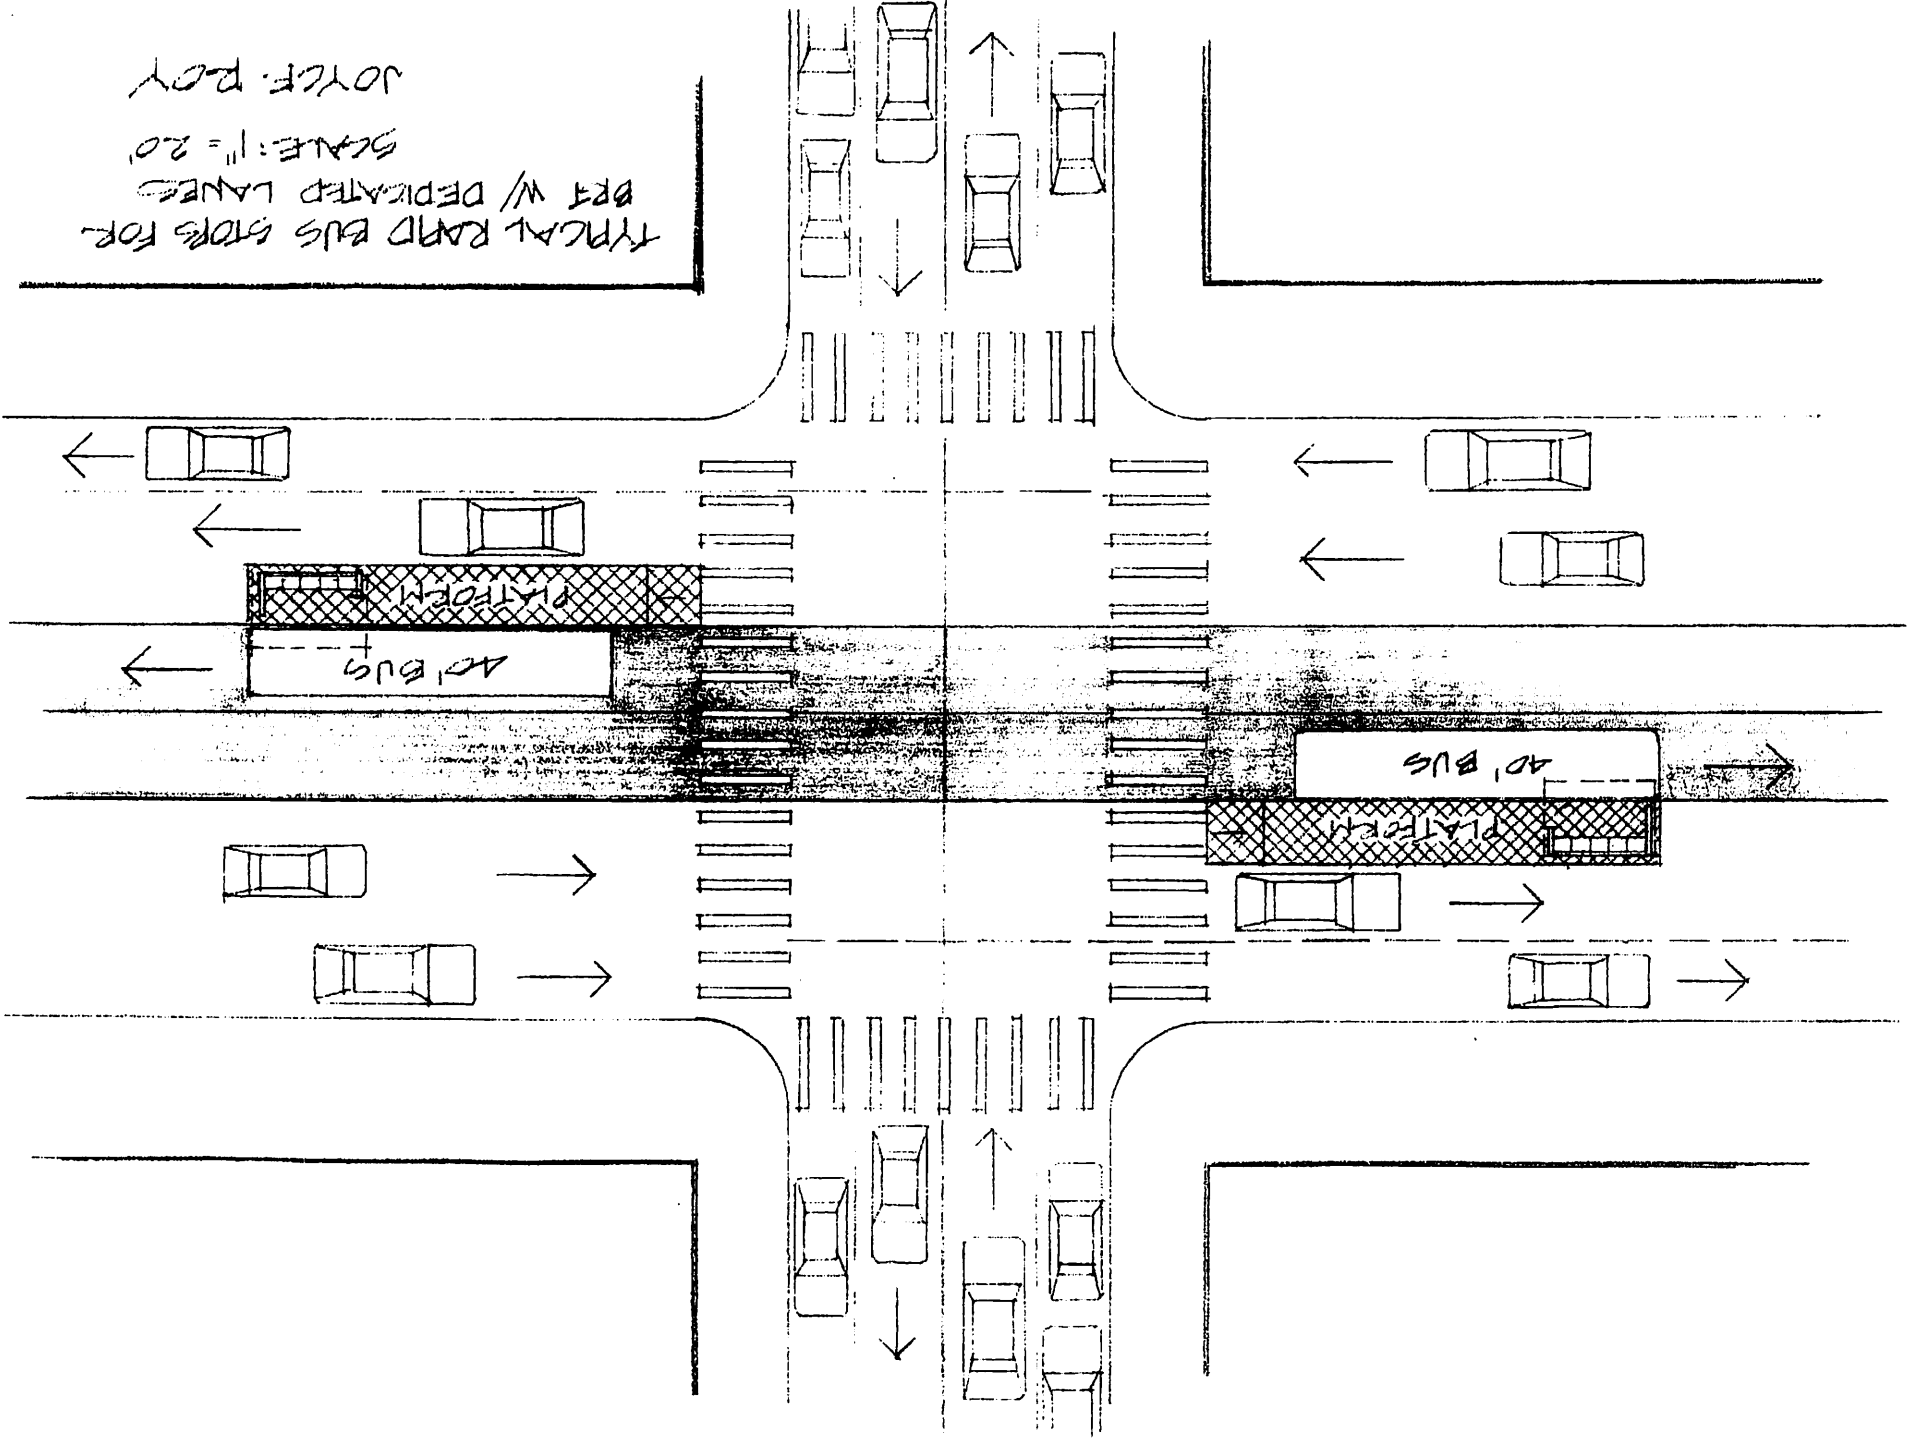 TYPICAL RAPID BUS STOPS FOR
BRT W/ DEDICATED LANES
SCALE: 1" = 20'
JOYCE ROY
PLATFORM
40' BUS
40' BUS
PLATFORM